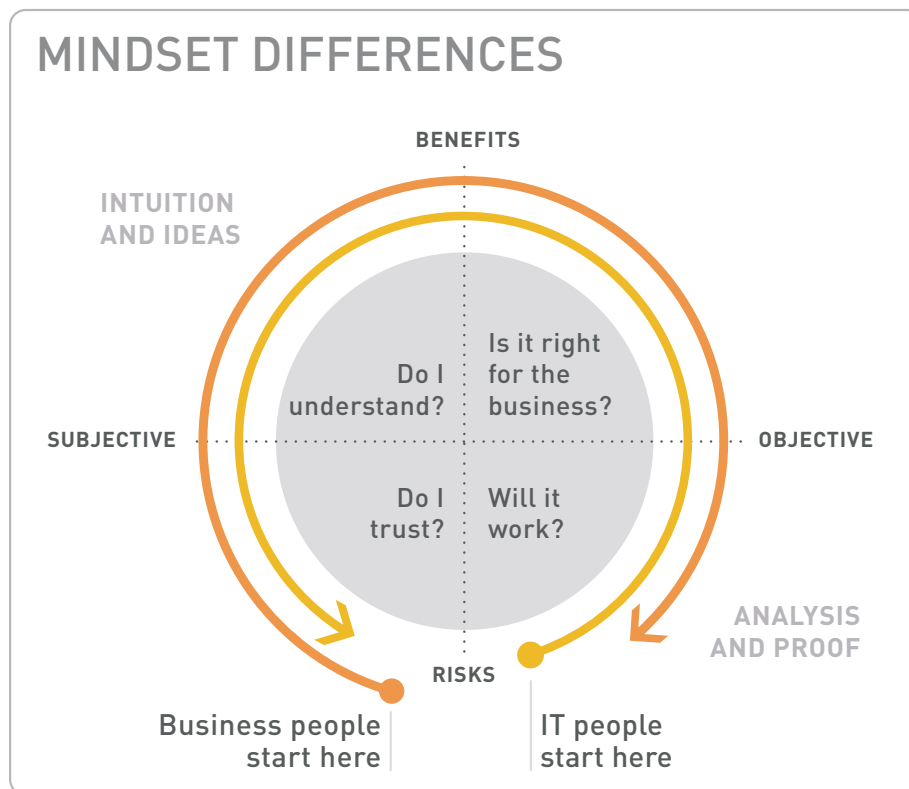 MINDSET DIFFERENCES
BENEFITS
INTUITION
AND IDEAS
Do I
understand?
Is it right
for the
business?
SUBJECTIVE
OBJECTIVE
Do I
trust?
Will it
work?
ANALYSIS
AND PROOF
RISKS
Business people
start here
IT people
start here